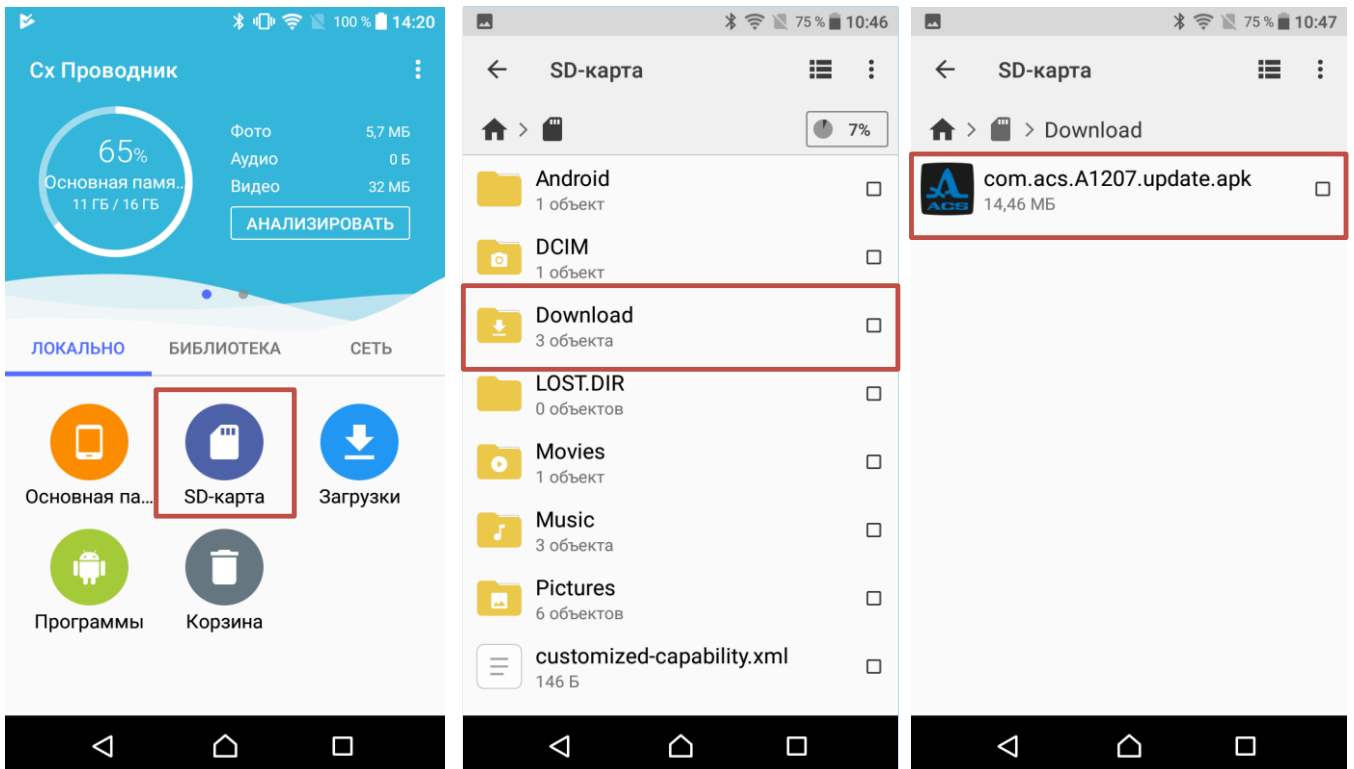 100 % 14:20
Cx Проводник
65%
Основная памя..
11 ГБ / 16 ГБ
Фото 5,7 МБ
Аудио 0 Б
Видео 32 МБ
АНАЛИЗИРОВАТЬ
ЛОКАЛЬНО БИБЛИОТЕКА СЕТЬ
Основная па... SD-карта Загрузки
Программы Корзина
75 % 10:46
SD-карта
7%
Android
1 объект
DCIM
1 объект
Download
3 объекта
LOST.DIR
0 объектов
Movies
1 объект
Music
3 объекта
Pictures
6 объектов
customized-capability.xml
146 Б
75 % 10:47
SD-карта
> Download
ACS
com.acs.A1207.update.apk
14,46 МБ